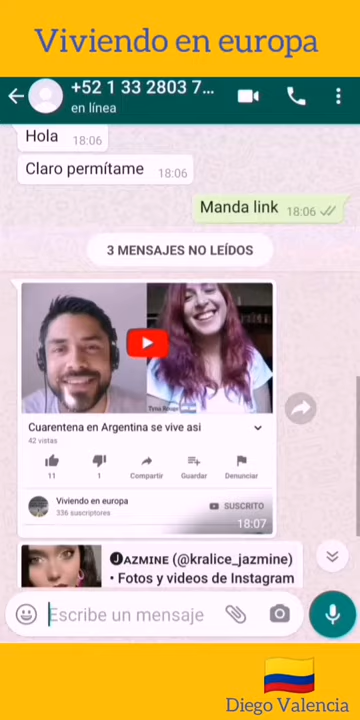 Viviendo en europa
+52 1 33 2803 7...
en línea
Hola 18:06
Claro permítame 18:06
Manda link 18:06
3 MENSAJES NO LEÍDOS
Tyna Rouge
Cuarentena en Argentina se vive asi
42 vistas
11 1 Compartir Guardar Denunciar
Viviendo en europa
336 suscriptores
SUSCRITO
18:07
JAZMINE (@kralice_jazmine)
• Fotos y videos de Instagram
Escribe un mensaje
Diego Valencia